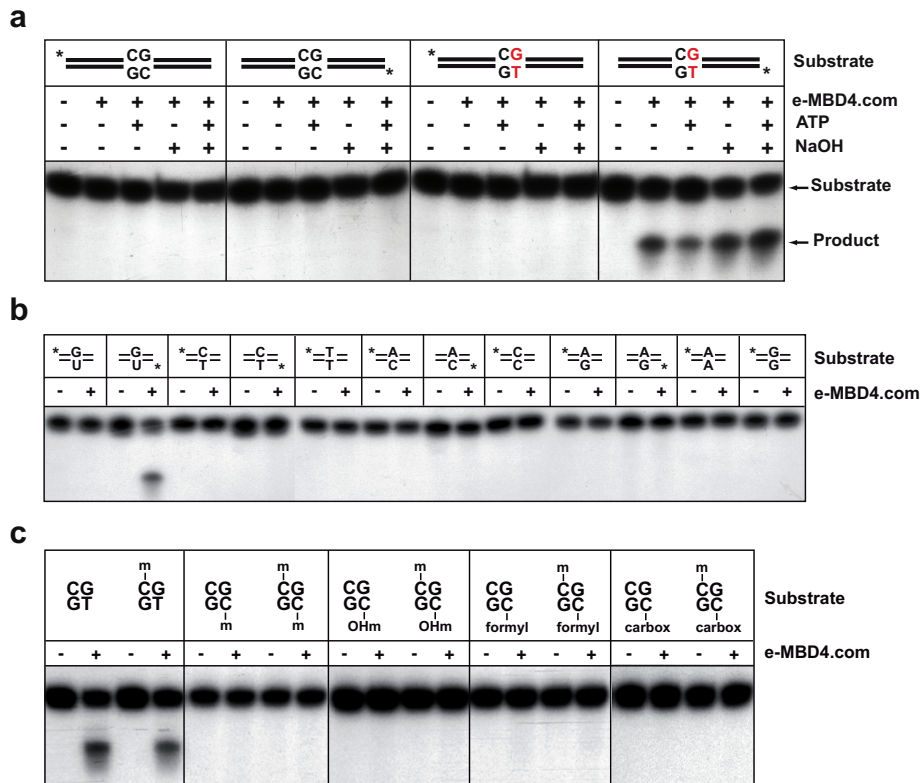 a
* CG CG * CG * CG Substrate
GC GC * GT GT *
- + + + + - + + + + - + + + + - + + + + e-MBD4.com
- - + - + - - + - + - - + - + - - + - + ATP
- - - + + - - - + + - - - + + - - - + + NaOH
Substrate
Product
b
* G G * C C * T * A A * C * A A * A * G Substrate
U U * T T * T C C * C G G * A G
- + - + - + - + - + - + - + - + - + - + - + - + e-MBD4.com
c
m m m m m
CG CG CG CG CG CG CG CG CG CG Substrate
GT GT GC GC GC GC GC GC GC GC
m m OHm OHm formyl formyl carbox carbox
- + - + - + - + - + - + - + - + - + - + e-MBD4.com